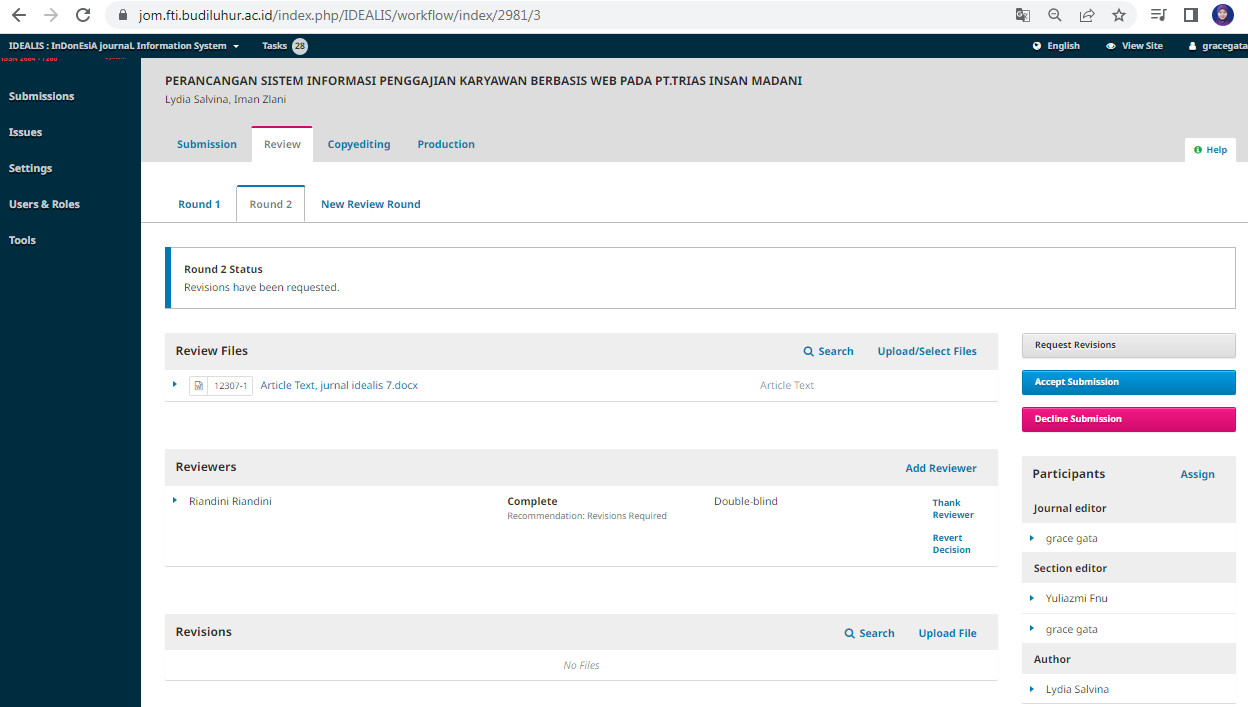 jom.fti.budiluhur.ac.id/index.php/IDEALIS/workflow/index/2981/3
IDEALIS : InDonEsiA journaL Information System
Tasks 28
English
View Site
gracegata
ISSN 2684 - 7280
Submissions
Issues
Settings
Users & Roles
Tools
PERANCANGAN SISTEM INFORMASI PENGGAJIAN KARYAWAN BERBASIS WEB PADA PT.TRIAS INSAN MADANI
Lydia Salvina, Iman Zlani
Submission
Review
Copyediting
Production
Help
Round 1
Round 2
New Review Round
Round 2 Status
Revisions have been requested.
Review Files
Search
Upload/Select Files
12307-1
Article Text, jurnal idealis 7.docx
Article Text
Reviewers
Add Reviewer
Riandini Riandini
Complete
Recommendation: Revisions Required
Double-blind
Thank
Reviewer
Revert
Decision
Revisions
Search
Upload File
No Files
Request Revisions
Accept Submission
Decline Submission
Participants
Assign
Journal editor
grace gata
Section editor
Yuliazmi Fnu
grace gata
Author
Lydia Salvina